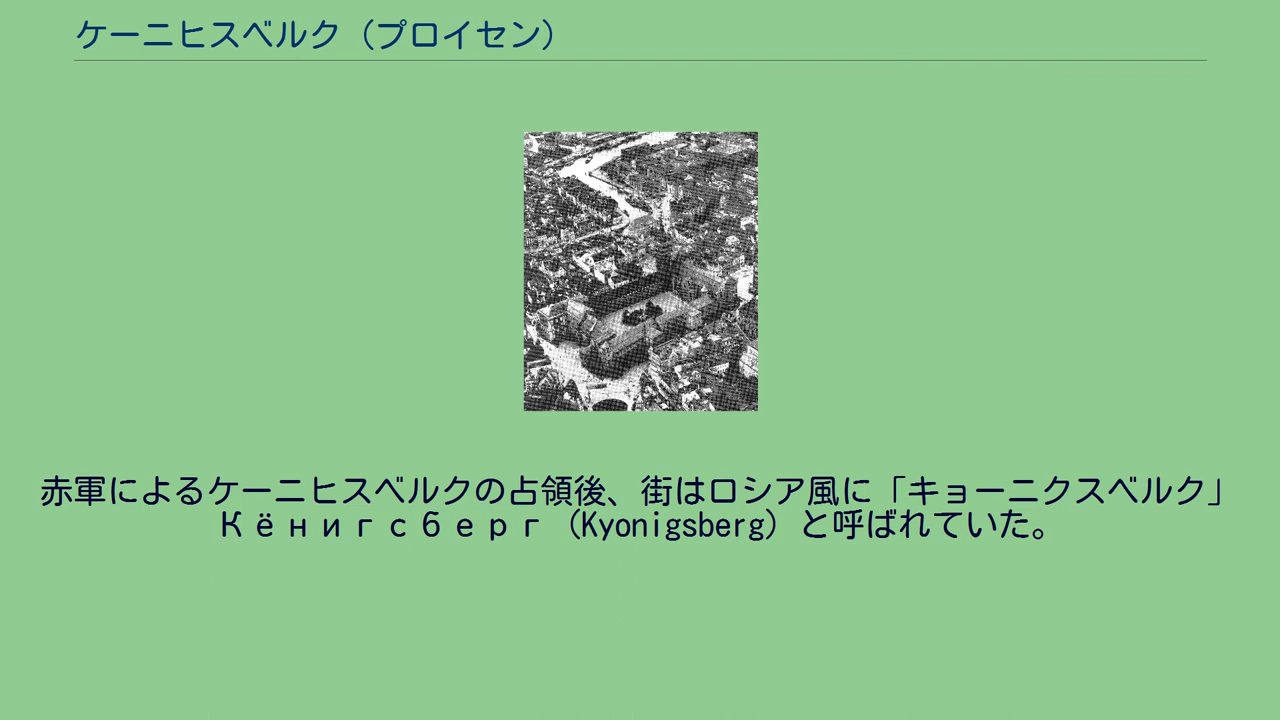 ケーニヒスベルク（プロイセン）
赤軍によるケーニヒスベルクの占領後、街はロシア風に「キョーニクスベルク」
Кёнигсберг（Kyonigsberg）と呼ばれていた。